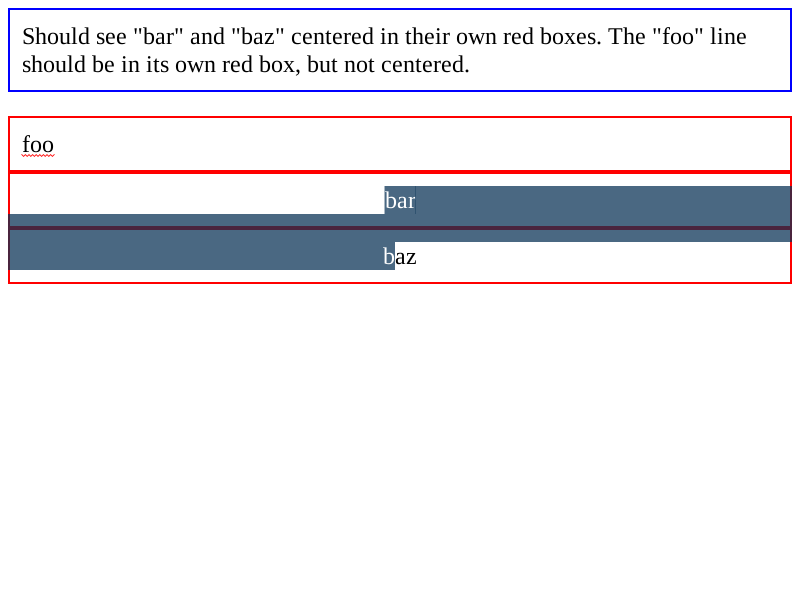 Should see "bar" and "baz" centered in their own red boxes. The "foo" line
should be in its own red box, but not centered.
foo
bar
baz